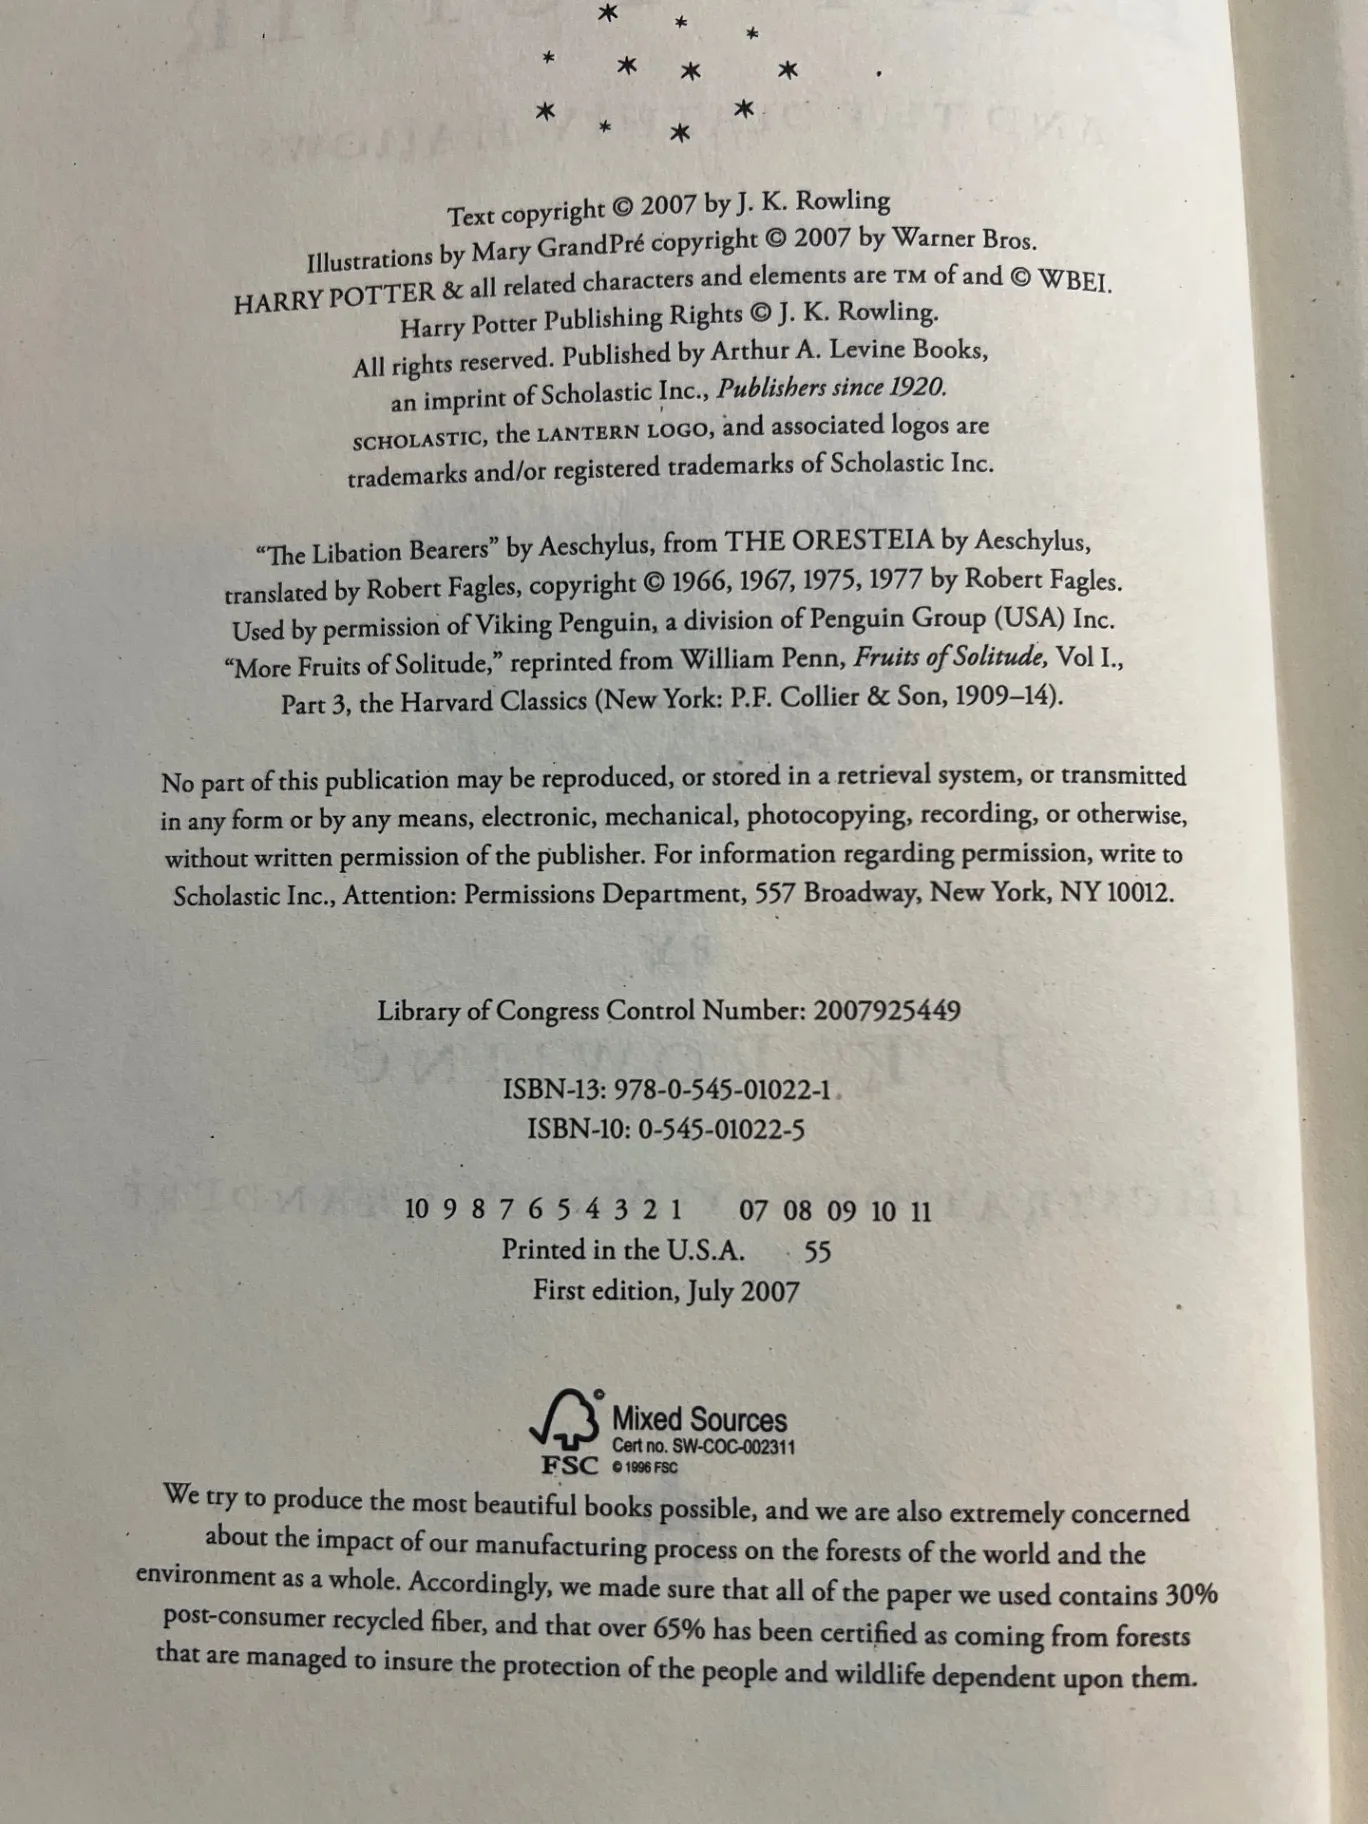 Text copyright © 2007 by J. K. Rowling
Illustrations by Mary GrandPré copyright © 2007 by Warner Bros.
HARRY POTTER & all related characters and elements are TM of and © WBEI.
Harry Potter Publishing Rights © J. K. Rowling.
All rights reserved. Published by Arthur A. Levine Books,
an imprint of Scholastic Inc., Publishers since 1920.
SCHOLASTIC, the LANTERN LOGO, and associated logos are
trademarks and/or registered trademarks of Scholastic Inc.
“The Libation Bearers” by Aeschylus, from THE ORESTEIA by Aeschylus,
translated by Robert Fagles, copyright © 1966, 1967, 1975, 1977 by Robert Fagles.
Used by permission of Viking Penguin, a division of Penguin Group (USA) Inc.
“More Fruits of Solitude,” reprinted from William Penn, Fruits of Solitude, Vol I.,
Part 3, the Harvard Classics (New York: P.F. Collier & Son, 1909–14).
No part of this publication may be reproduced, or stored in a retrieval system, or transmitted
in any form or by any means, electronic, mechanical, photocopying, recording, or otherwise,
without written permission of the publisher. For information regarding permission, write to
Scholastic Inc., Attention: Permissions Department, 557 Broadway, New York, NY 10012.
Library of Congress Control Number: 2007925449
ISBN-13: 978-0-545-01022-1
ISBN-10: 0-545-01022-5
10 9 8 7 6 5 4 3 2 1 07 08 09 10 11
Printed in the U.S.A. 55
First edition, July 2007
Mixed Sources
Cert no. SW-COC-002311
FSC © 1996 FSC
We try to produce the most beautiful books possible, and we are also extremely concerned
about the impact of our manufacturing process on the forests of the world and the
environment as a whole. Accordingly, we made sure that all of the paper we used contains 30%
post-consumer recycled fiber, and that over 65% has been certified as coming from forests
that are managed to insure the protection of the people and wildlife dependent upon them.